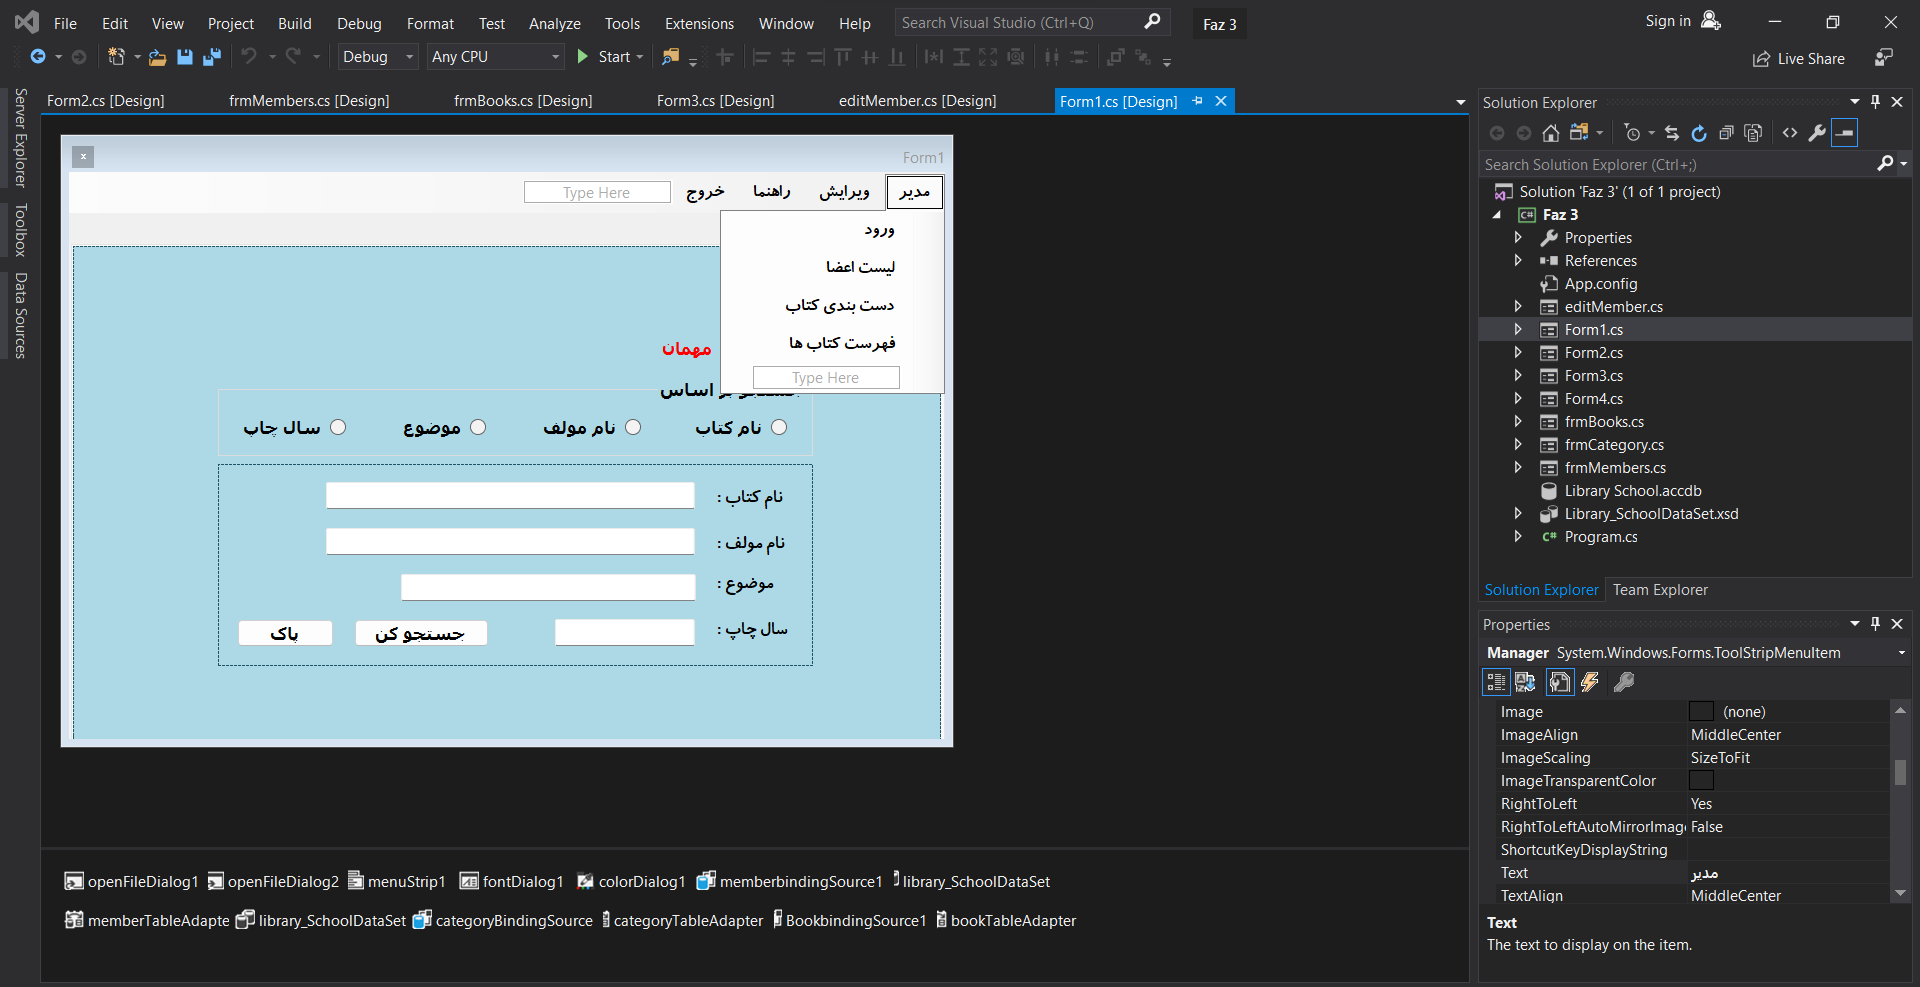 File Edit View Project Build Debug Format Test Analyze Tools Extensions Window Help Search Visual Studio (Ctrl+Q) Faz 3 Sign in
Debug Any CPU Start Live Share
Server Explorer
Toolbox
Data Sources
Form2.cs [Design] frmMembers.cs [Design] frmBooks.cs [Design] Form3.cs [Design] editMember.cs [Design] Form1.cs [Design]
Form1
مدیر ویرایش راهنما خروج Type Here
ورود
لیست اعضا
دست بندی کتاب
فهرست کتاب ها
Type Here
مهمان
اساس
نام کتاب نام مولف موضوع سال چاپ
نام کتاب :
نام مولف :
موضوع :
سال چاپ :
جستجو کن پاک
openFileDialog1 openFileDialog2 menuStrip1 fontDialog1 colorDialog1 memberbindingSource1 library_SchoolDataSet
memberTableAdapte library_SchoolDataSet categoryBindingSource categoryTableAdapter BookbindingSource1 bookTableAdapter
Solution Explorer
Search Solution Explorer (Ctrl+;)
Solution 'Faz 3' (1 of 1 project)
C# Faz 3
Properties
References
App.config
editMember.cs
Form1.cs
Form2.cs
Form3.cs
Form4.cs
frmBooks.cs
frmCategory.cs
frmMembers.cs
Library School.accdb
Library_SchoolDataSet.xsd
C# Program.cs
Solution Explorer Team Explorer
Properties
Manager System.Windows.Forms.ToolStripMenuItem
Image (none)
ImageAlign MiddleCenter
ImageScaling SizeToFit
ImageTransparentColor
RightToLeft Yes
RightToLeftAutoMirrorImage False
ShortcutKeyDisplayString
Text مدیر
TextAlign MiddleCenter
Text
The text to display on the item.